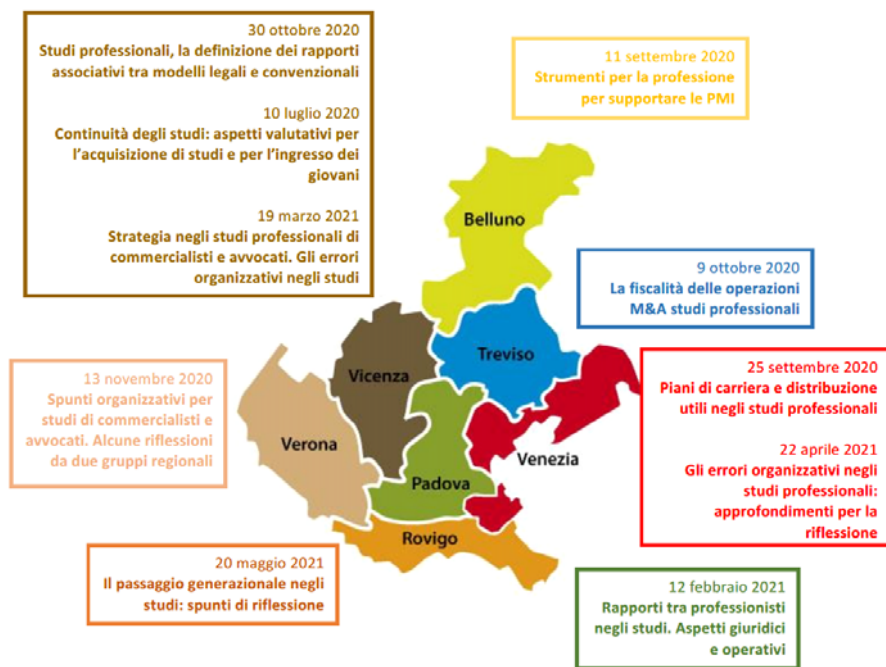 30 ottobre 2020
Studi professionali, la definizione dei rapporti
associativi tra modelli legali e convenzionali
10 luglio 2020
Continuità degli studi: aspetti valutativi per
l'acquisizione di studi e per l'ingresso dei
giovani
19 marzo 2021
Strategia negli studi professionali di
commercialisti e avvocati. Gli errori
organizzativi negli studi
11 settembre 2020
Strumenti per la professione
per supportare le PMI
Belluno
9 ottobre 2020
La fiscalità delle operazioni
M&A studi professionali
Treviso
Vicenza
13 novembre 2020
Spunti organizzativi per
studi di commercialisti e
avvocati. Alcune riflessioni
da due gruppi regionali
Verona
25 settembre 2020
Piani di carriera e distribuzione
utili negli studi professionali
22 aprile 2021
Gli errori organizzativi negli
studi professionali:
approfondimenti per la
riflessione
Venezia
Padova
Rovigo
20 maggio 2021
Il passaggio generazionale negli
studi: spunti di riflessione
12 febbraio 2021
Rapporti tra professionisti
negli studi. Aspetti giuridici
e operativi